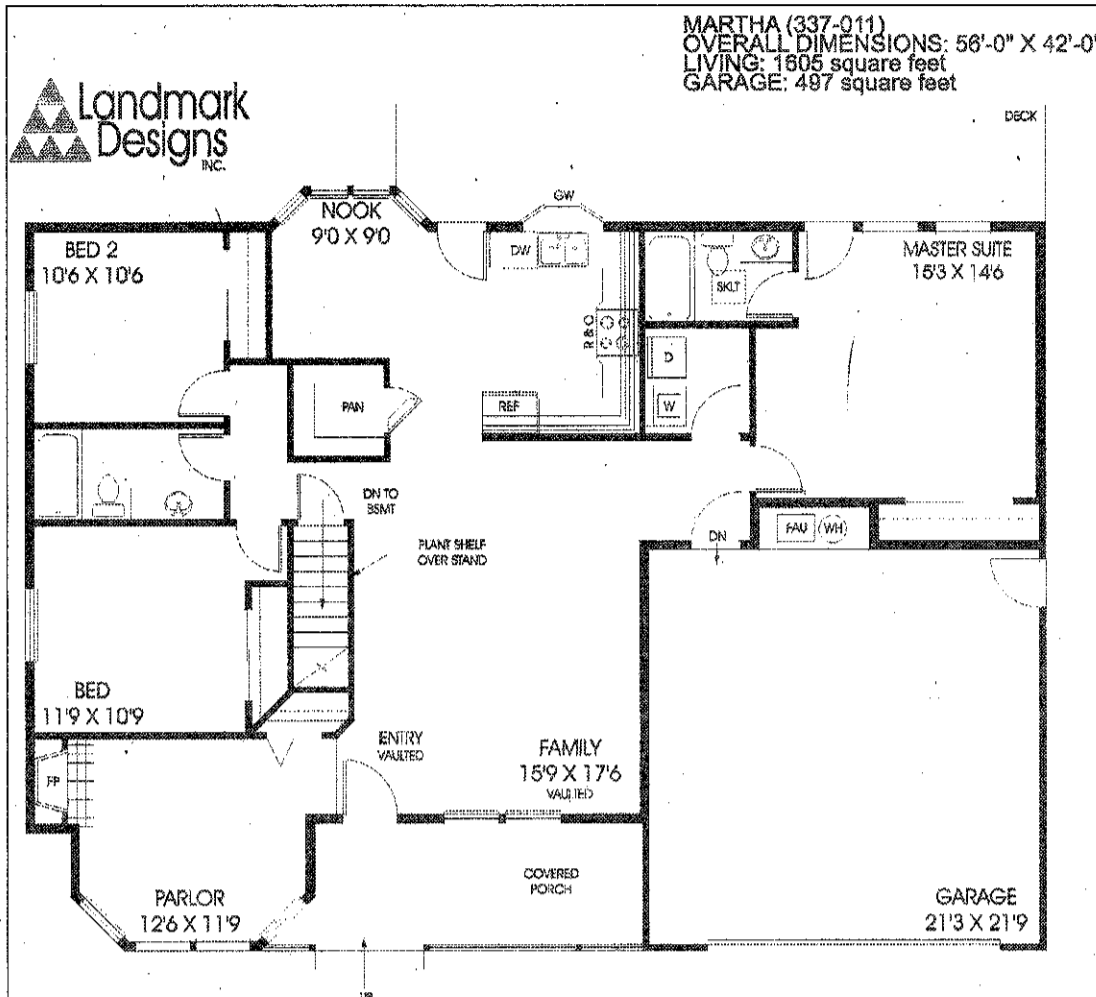 MARTHA (337-011)
OVERALL DIMENSIONS: 56'-0" X 42'-0"
LIVING: 1605 square feet
GARAGE: 497 square feet
Landmark
Designs
INC.
DECK
GW
NOOK
9'0 X 9'0
BED 2
10'6 X 10'6
DW
MASTER SUITE
15'3 X 14'6
SKLT
R & O
D
PAN
REF
W
DN TO
BSMT
FAU
WH
DN
PLANT SHELF
OVER STAND
BED
11'9 X 10'9
ENTRY
VAULTED
FAMILY
15'9 X 17'6
VAULTED
FP
COVERED
PORCH
PARLOR
12'6 X 11'9
GARAGE
21'3 X 21'9
UP